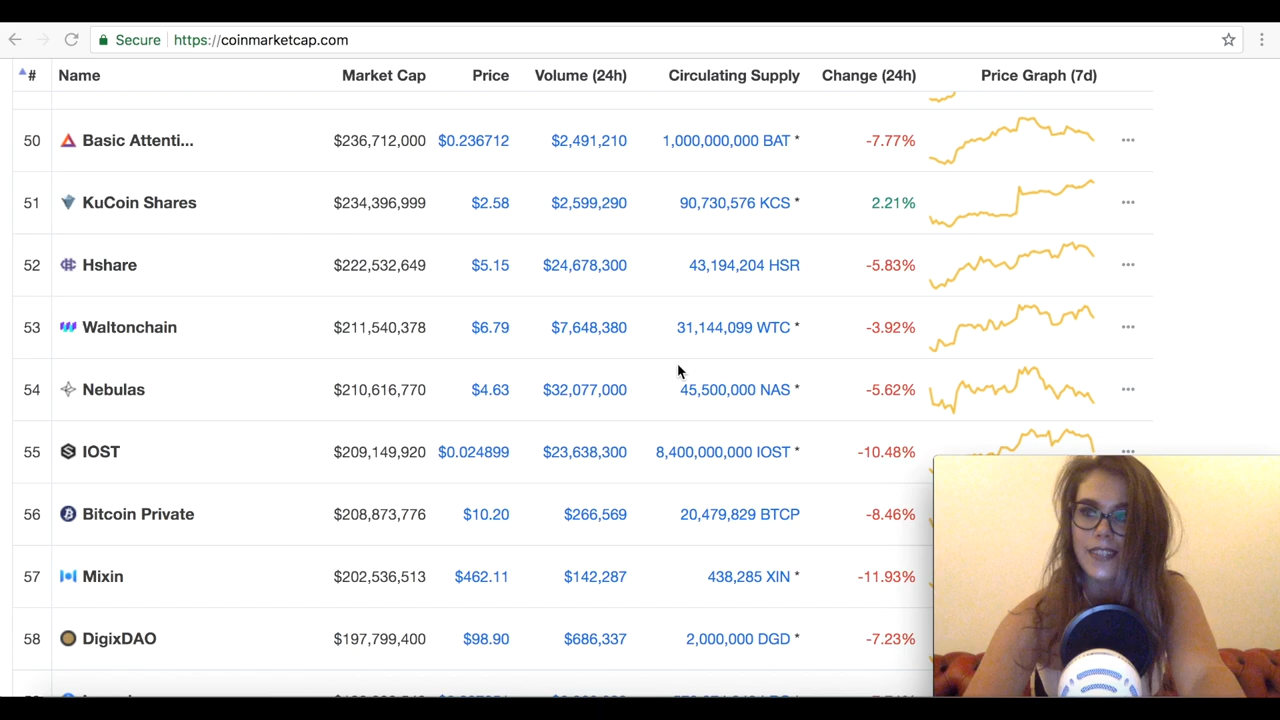 Secure https://coinmarketcap.com
# Name Market Cap Price Volume (24h) Circulating Supply Change (24h) Price Graph (7d)
50 Basic Attenti... $236,712,000 $0.236712 $2,491,210 1,000,000,000 BAT * -7.77%
51 KuCoin Shares $234,396,999 $2.58 $2,599,290 90,730,576 KCS * 2.21%
52 Hshare $222,532,649 $5.15 $24,678,300 43,194,204 HSR -5.83%
53 Waltonchain $211,540,378 $6.79 $7,648,380 31,144,099 WTC * -3.92%
54 Nebulas $210,616,770 $4.63 $32,077,000 45,500,000 NAS * -5.62%
55 IOST $209,149,920 $0.024899 $23,638,300 8,400,000,000 IOST * -10.48%
56 Bitcoin Private $208,873,776 $10.20 $266,569 20,479,829 BTCP -8.46%
57 Mixin $202,536,513 $462.11 $142,287 438,285 XIN * -11.93%
58 DigixDAO $197,799,400 $98.90 $686,337 2,000,000 DGD * -7.23%